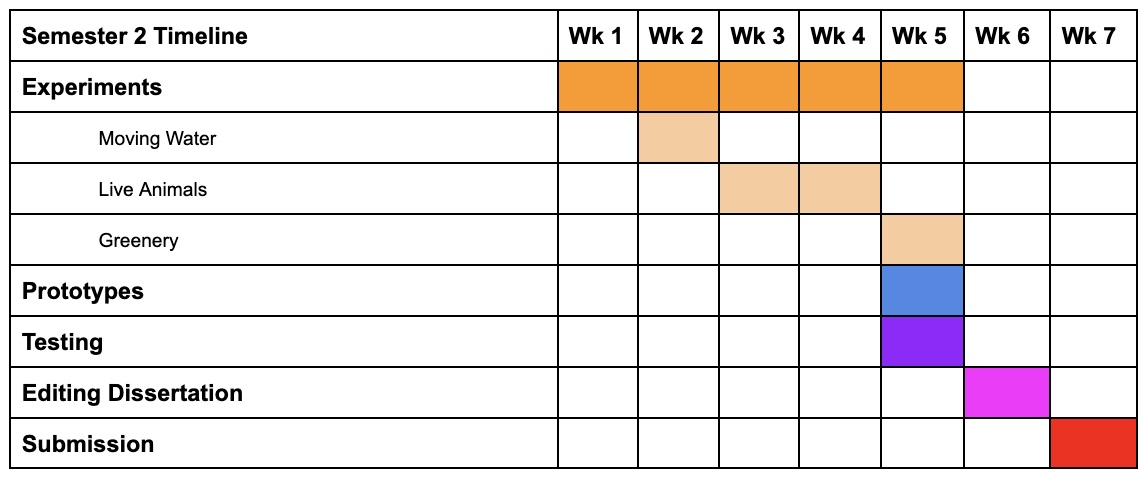 Semester 2 Timeline Wk 1 Wk 2 Wk 3 Wk 4 Wk 5 Wk 6 Wk 7
Experiments
Moving Water
Live Animals
Greenery
Prototypes
Testing
Editing Dissertation
Submission